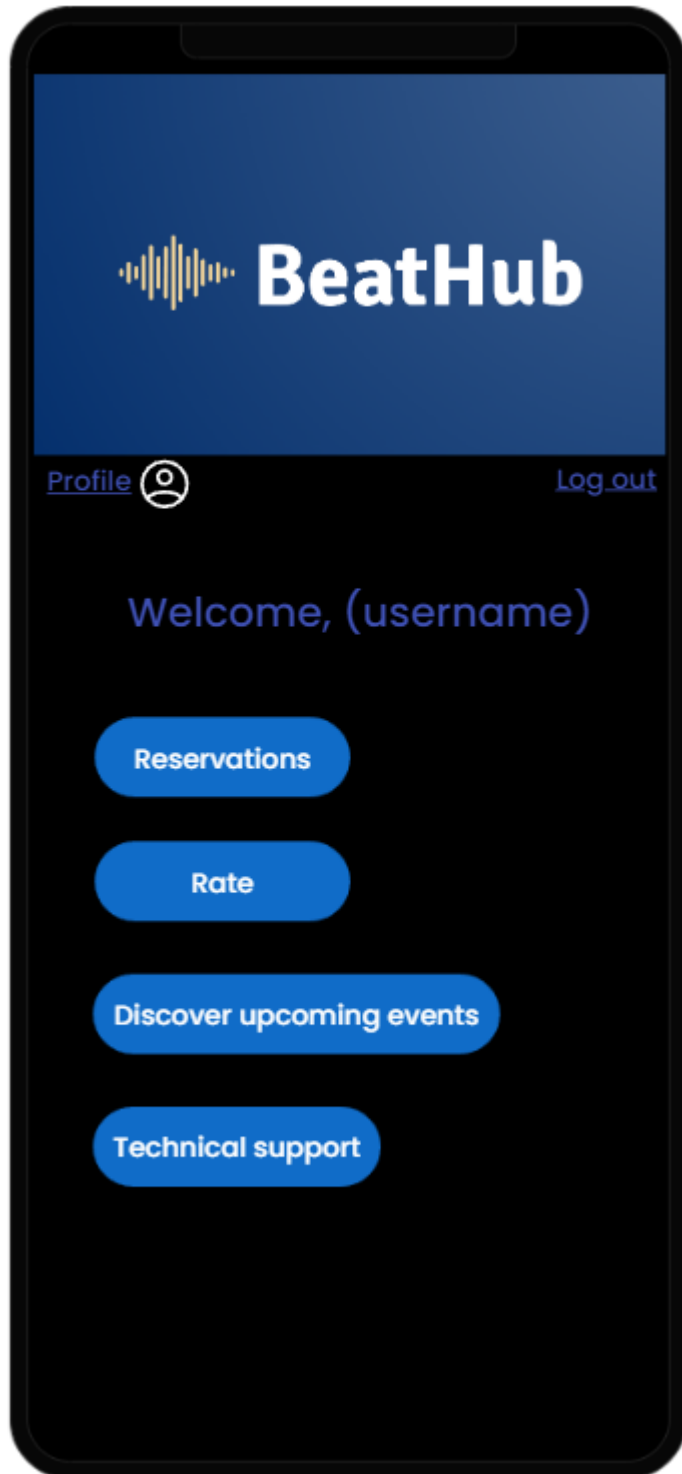 BeatHub
Profile
Log out
Welcome, (username)
Reservations
Rate
Discover upcoming events
Technical support